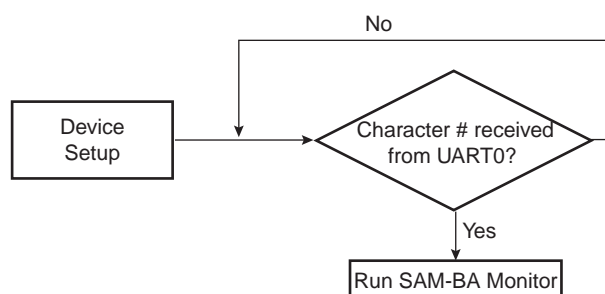 No
Device
Setup
Character # received
from UART0?
Yes
Run SAM-BA Monitor